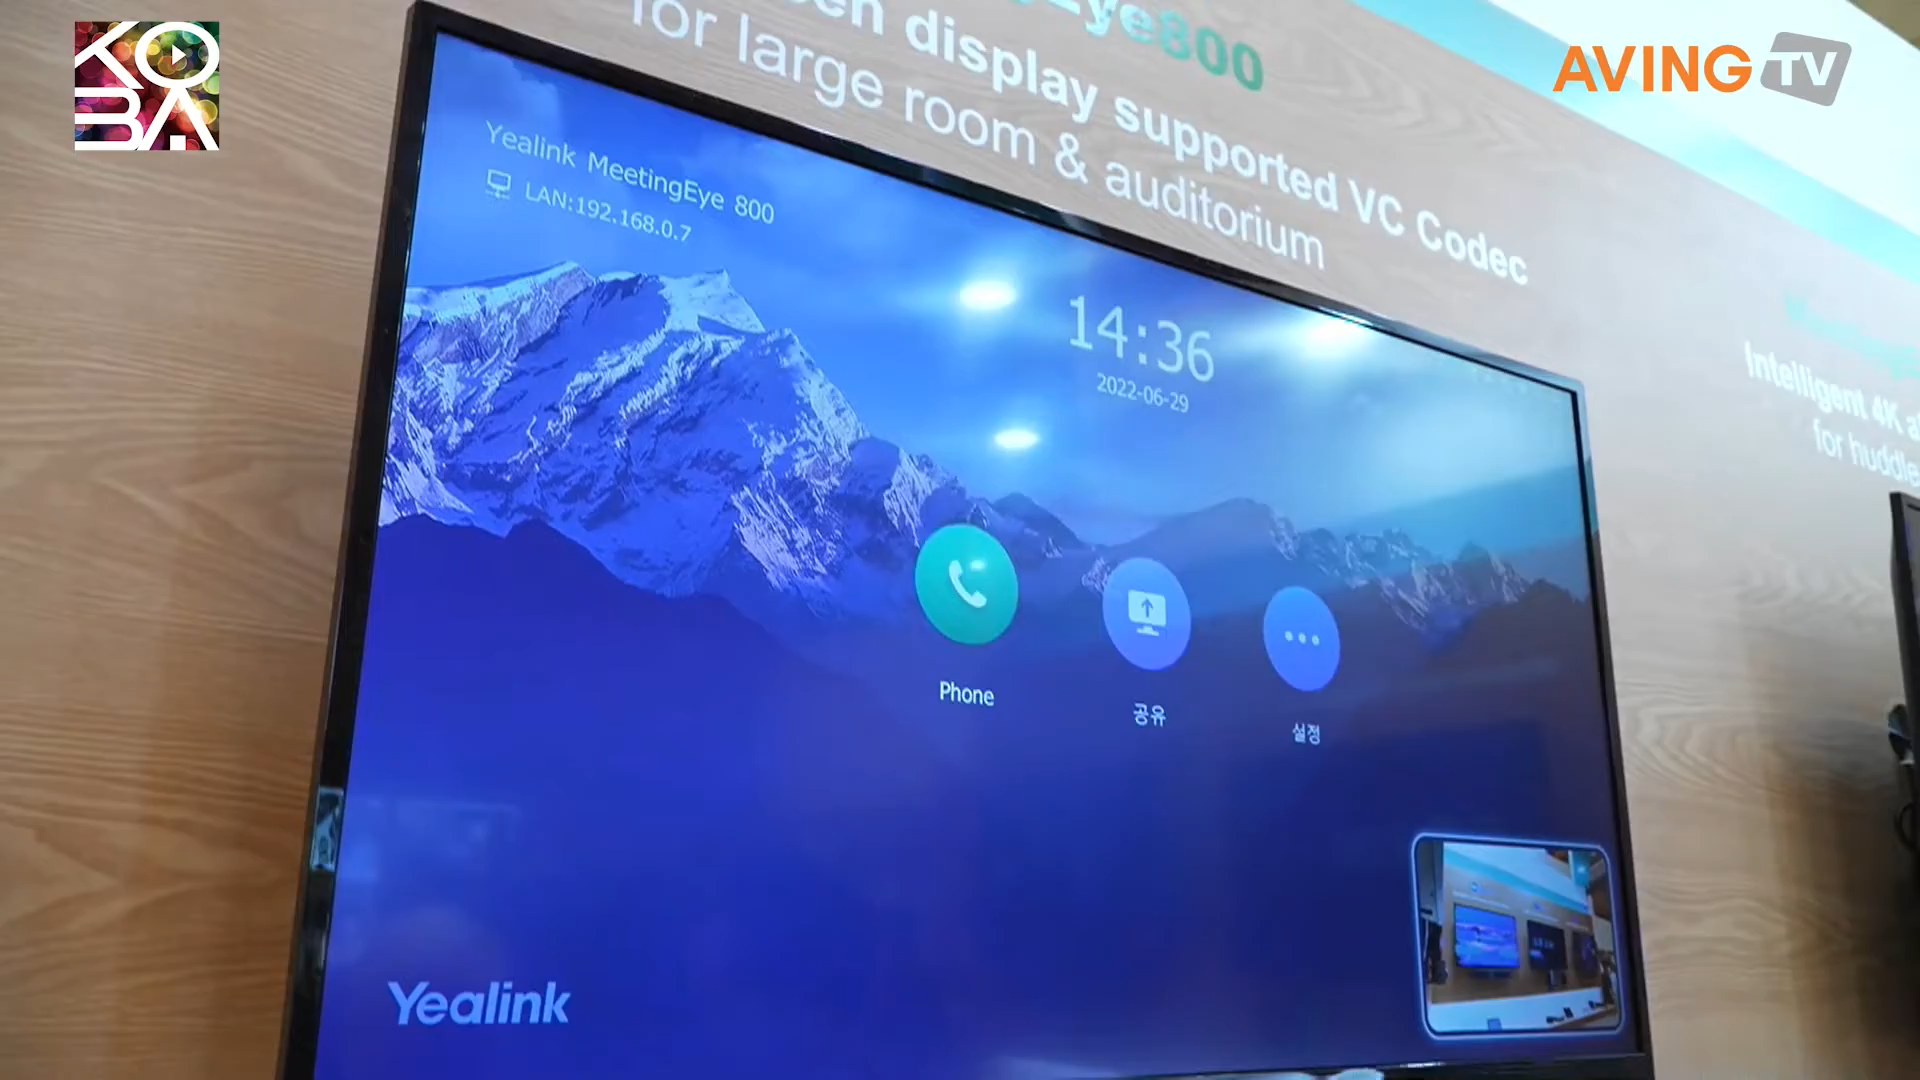 KOBA
AVING TV
Eye800
display supported VC Codec
for large room & auditorium
Yealink MeetingEye 800
LAN:192.168.0.7
14:36
2022-06-29
Intelligent 4K
for huddle
Phone
공유
설정
Yealink